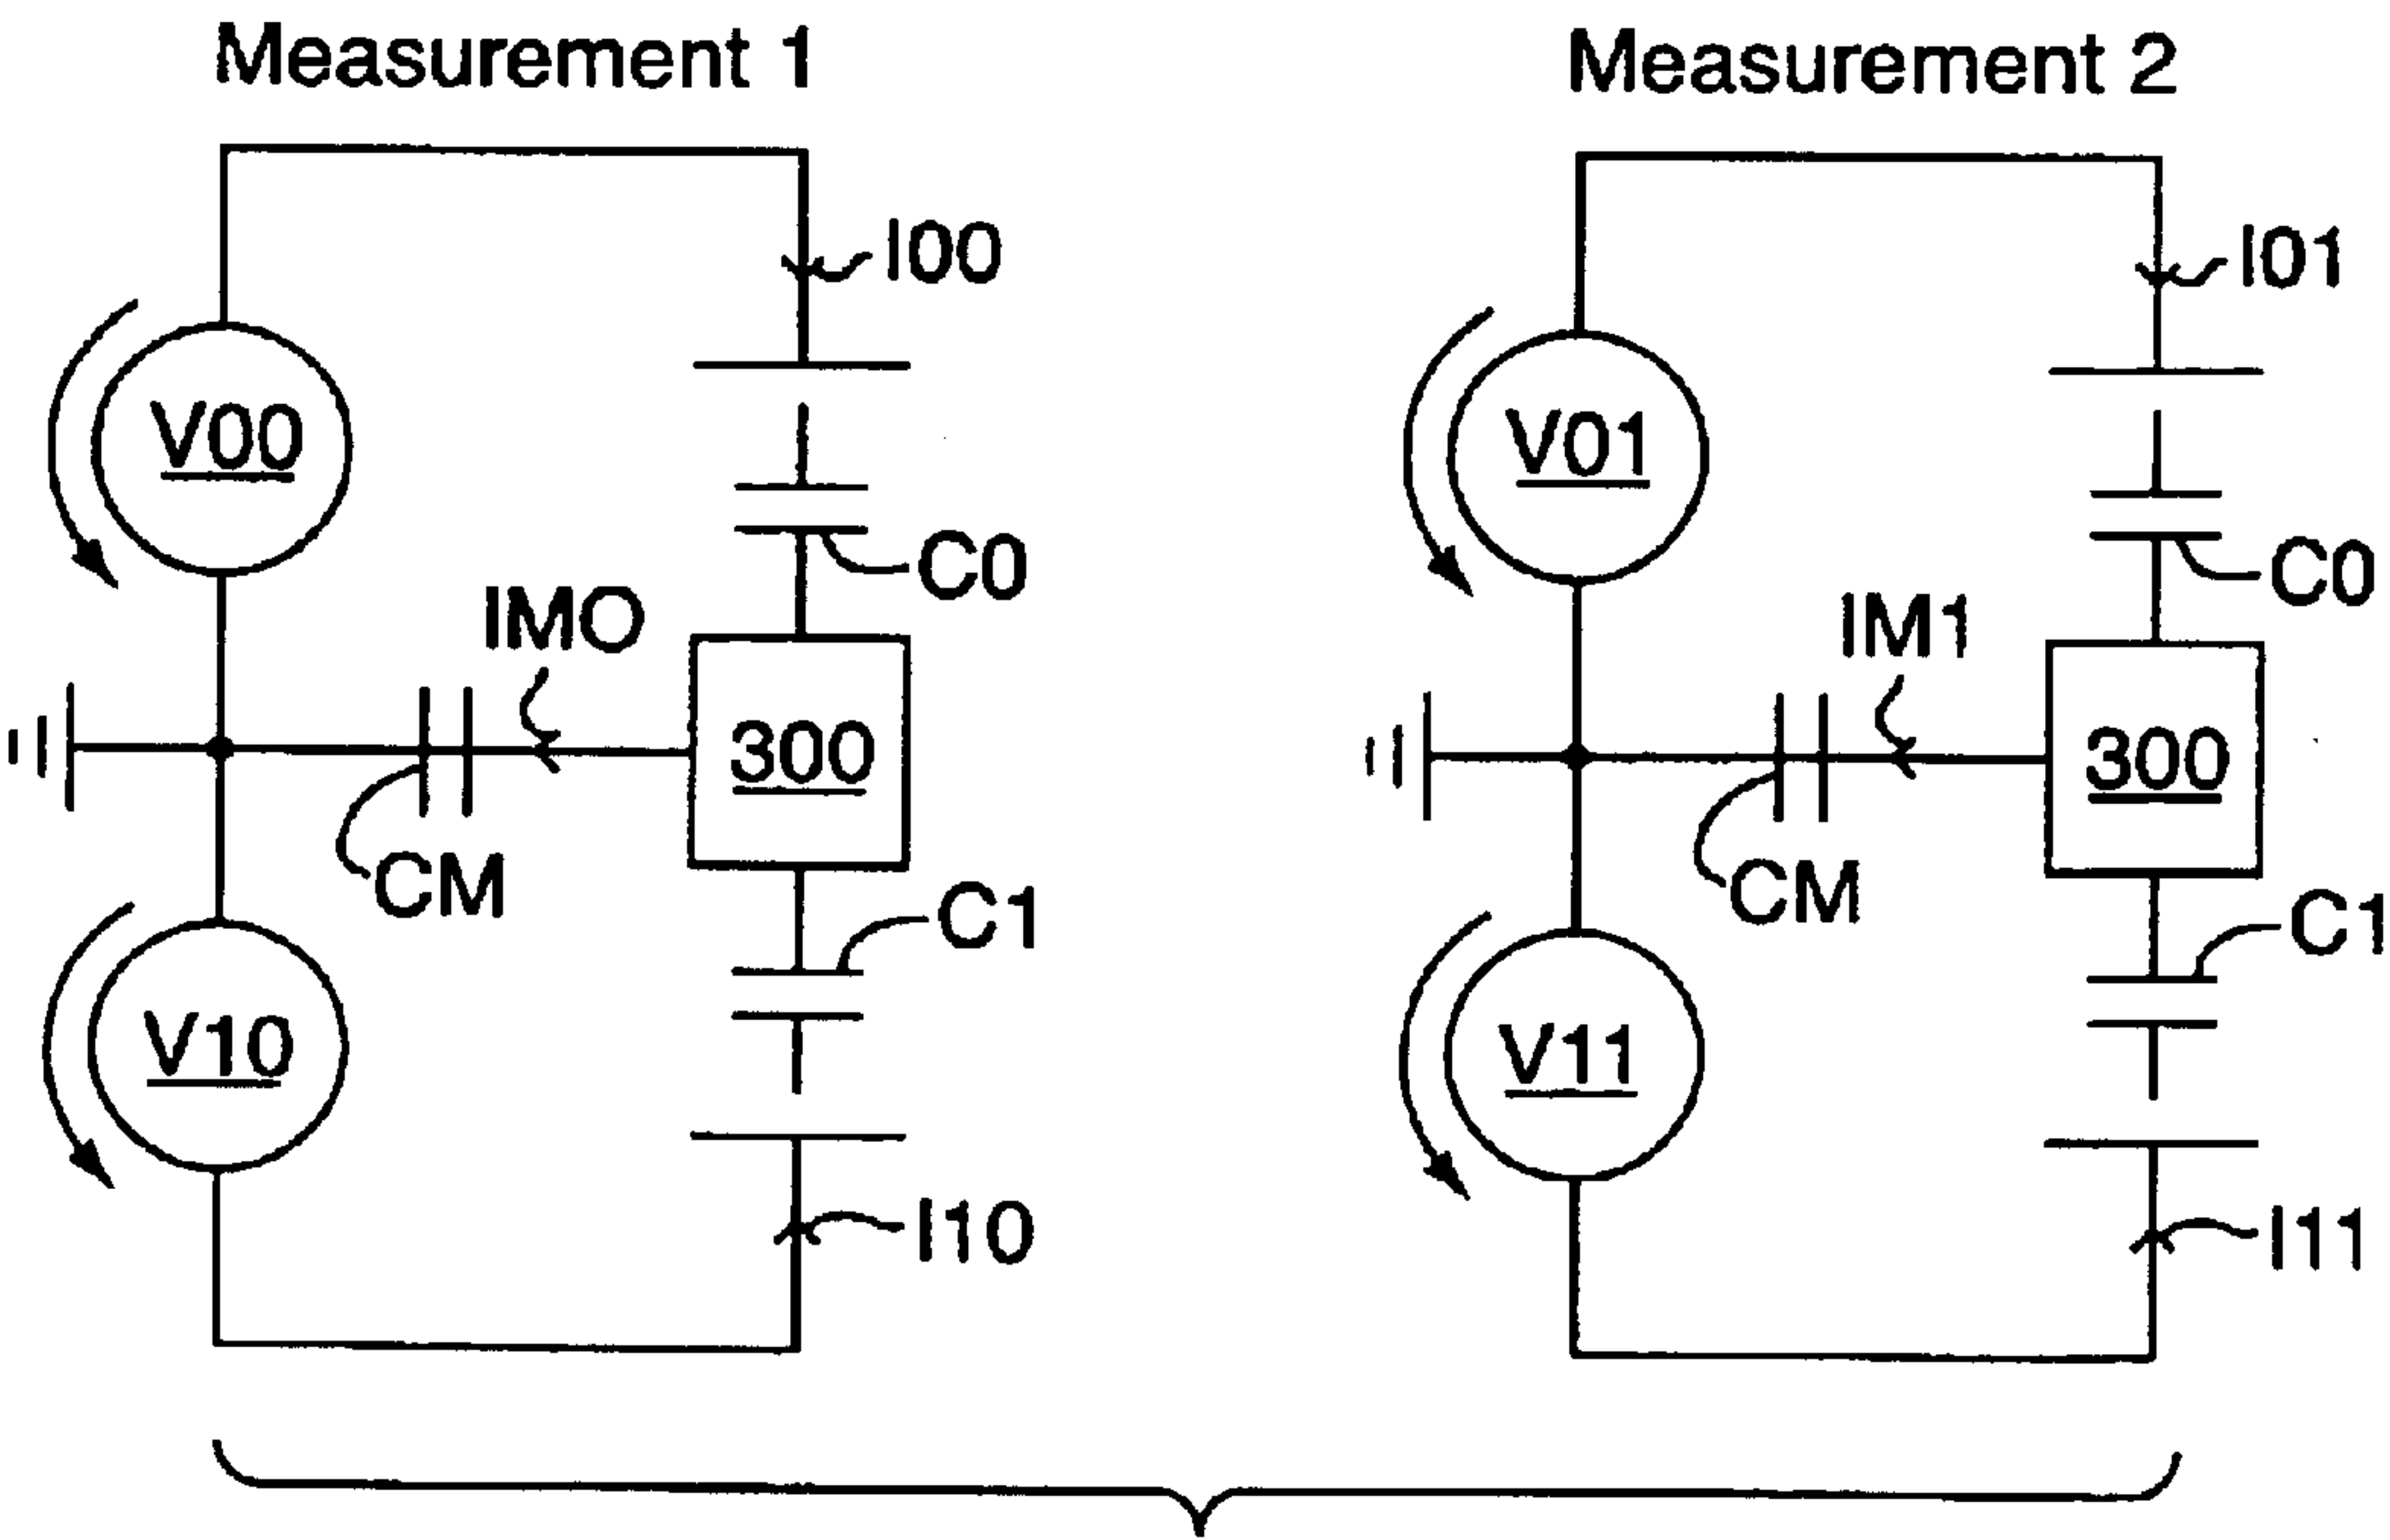 Measurement 1
I00
V00
C0
IMO
300
CM
C1
V10
I10
Measurement 2
I01
V01
C0
IM1
300
CM
C1
V11
I11